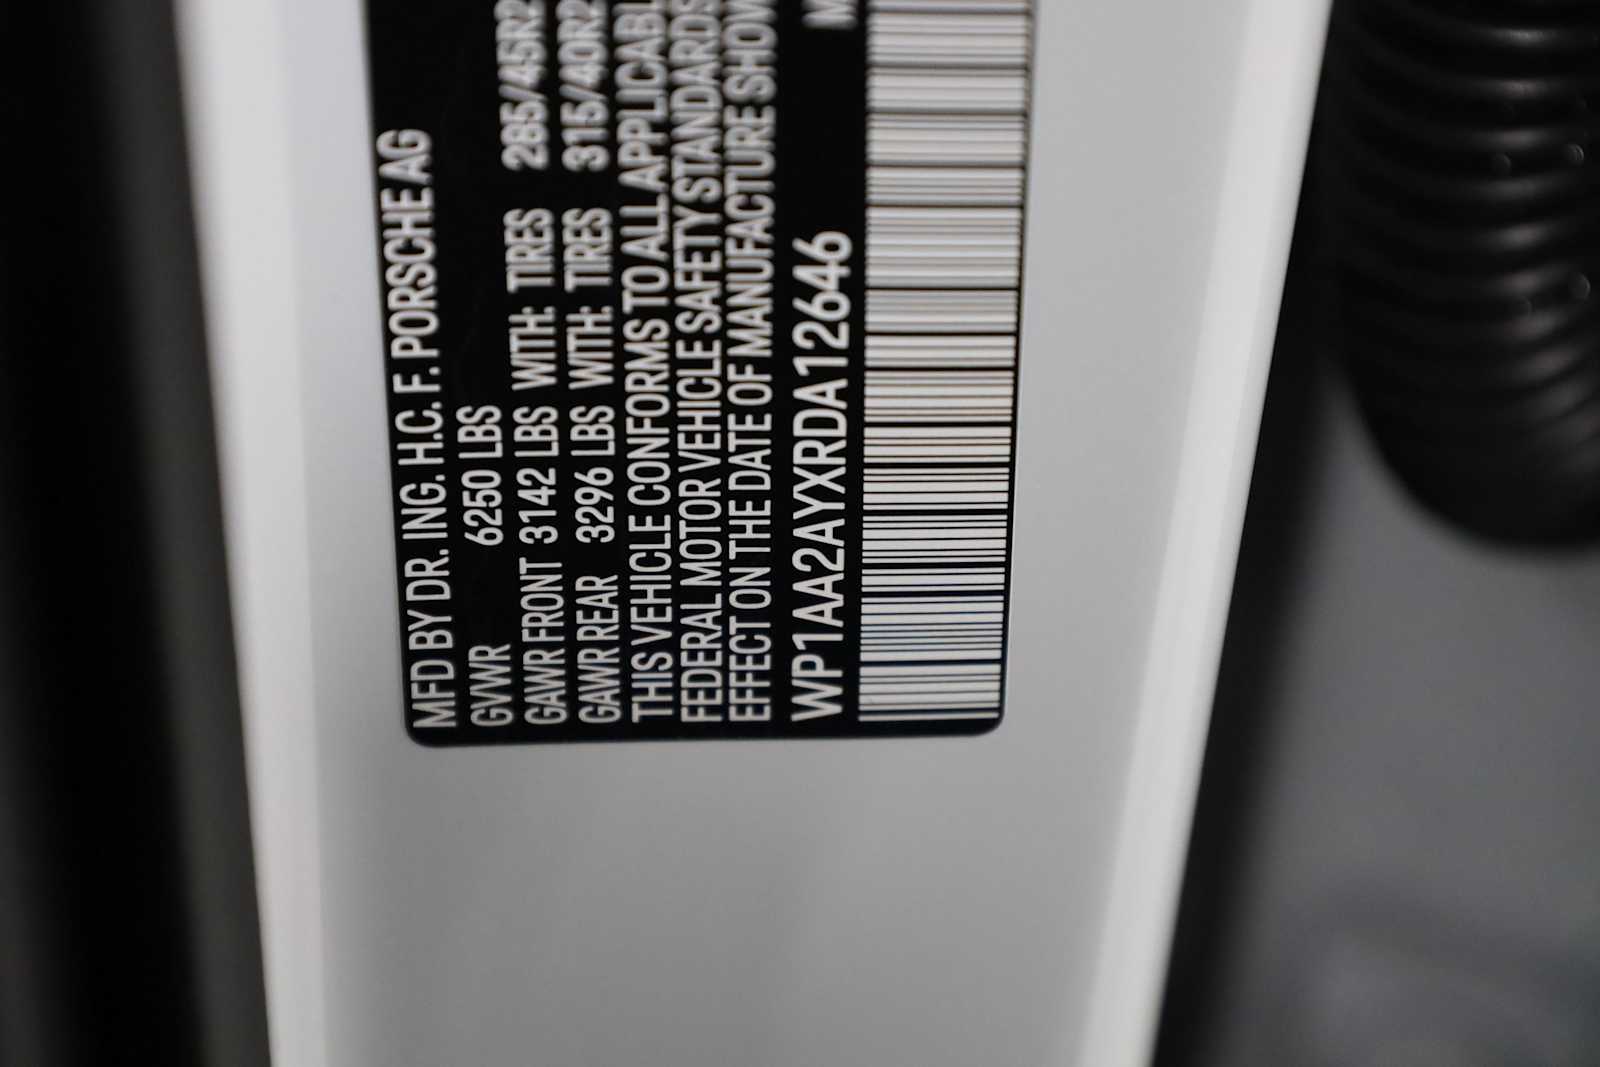 MFD BY DR. ING. H.C. F. PORSCHE AG
GVWR 6250 LBS
GAWR FRONT 3142 LBS WITH: TIRES 285/45R2
GAWR REAR 3296 LBS WITH: TIRES 315/40R2
THIS VEHICLE CONFORMS TO ALL APPLICABL
FEDERAL MOTOR VEHICLE SAFETY STANDARDS
EFFECT ON THE DATE OF MANUFACTURE SHOW
WP1AA2AYXRDA12646 M